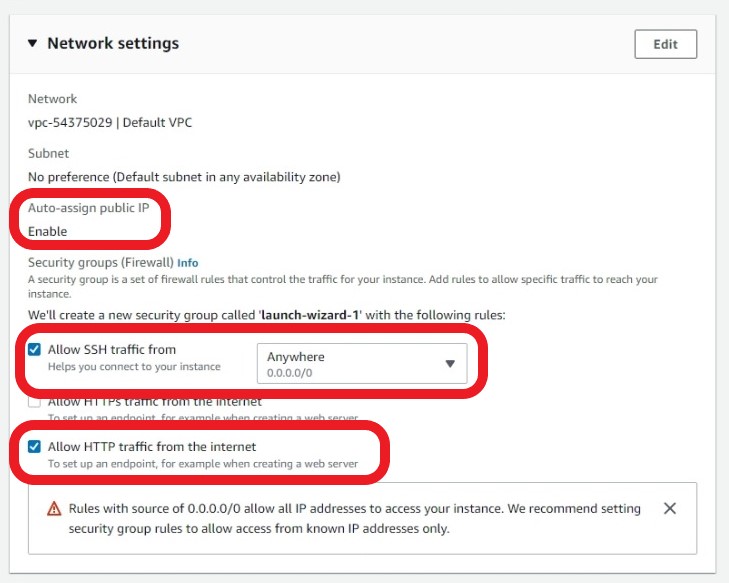 Network settings
Edit
Network
vpc-54375029 | Default VPC
Subnet
No preference (Default subnet in any availability zone)
Auto-assign public IP
Enable
Security groups (Firewall) Info
A security group is a set of firewall rules that control the traffic for your instance. Add rules to allow specific traffic to reach your
instance.
We'll create a new security group called 'launch-wizard-1' with the following rules:
Allow SSH traffic from
Helps you connect to your instance
Anywhere
0.0.0.0/0
Allow HTTPs traffic from the internet
To set up an endpoint, for example when creating a web server
Allow HTTP traffic from the internet
To set up an endpoint, for example when creating a web server
Rules with source of 0.0.0.0/0 allow all IP addresses to access your instance. We recommend setting
security group rules to allow access from known IP addresses only.